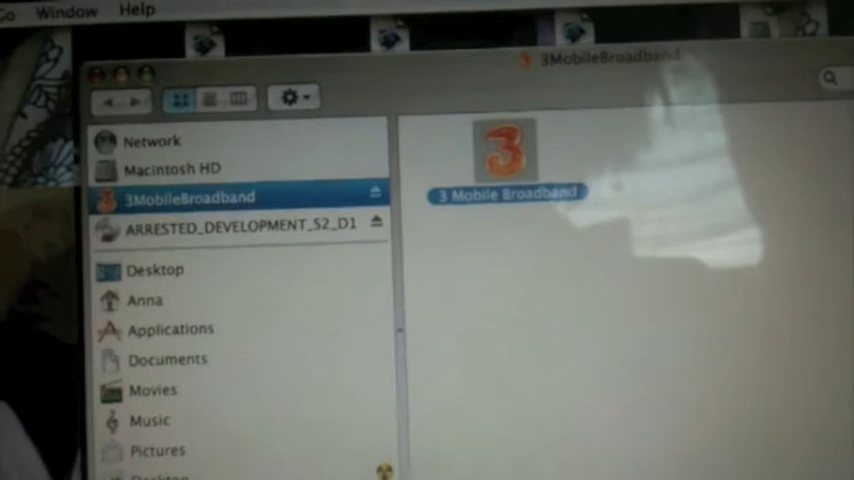 Go Window Help
3MobileBroadband
Network
Macintosh HD
3MobileBroadband
ARRESTED_DEVELOPMENT_S2_D1
Desktop
Anna
Applications
Documents
Movies
Music
Pictures
Desktop
3
3 Mobile Broadband